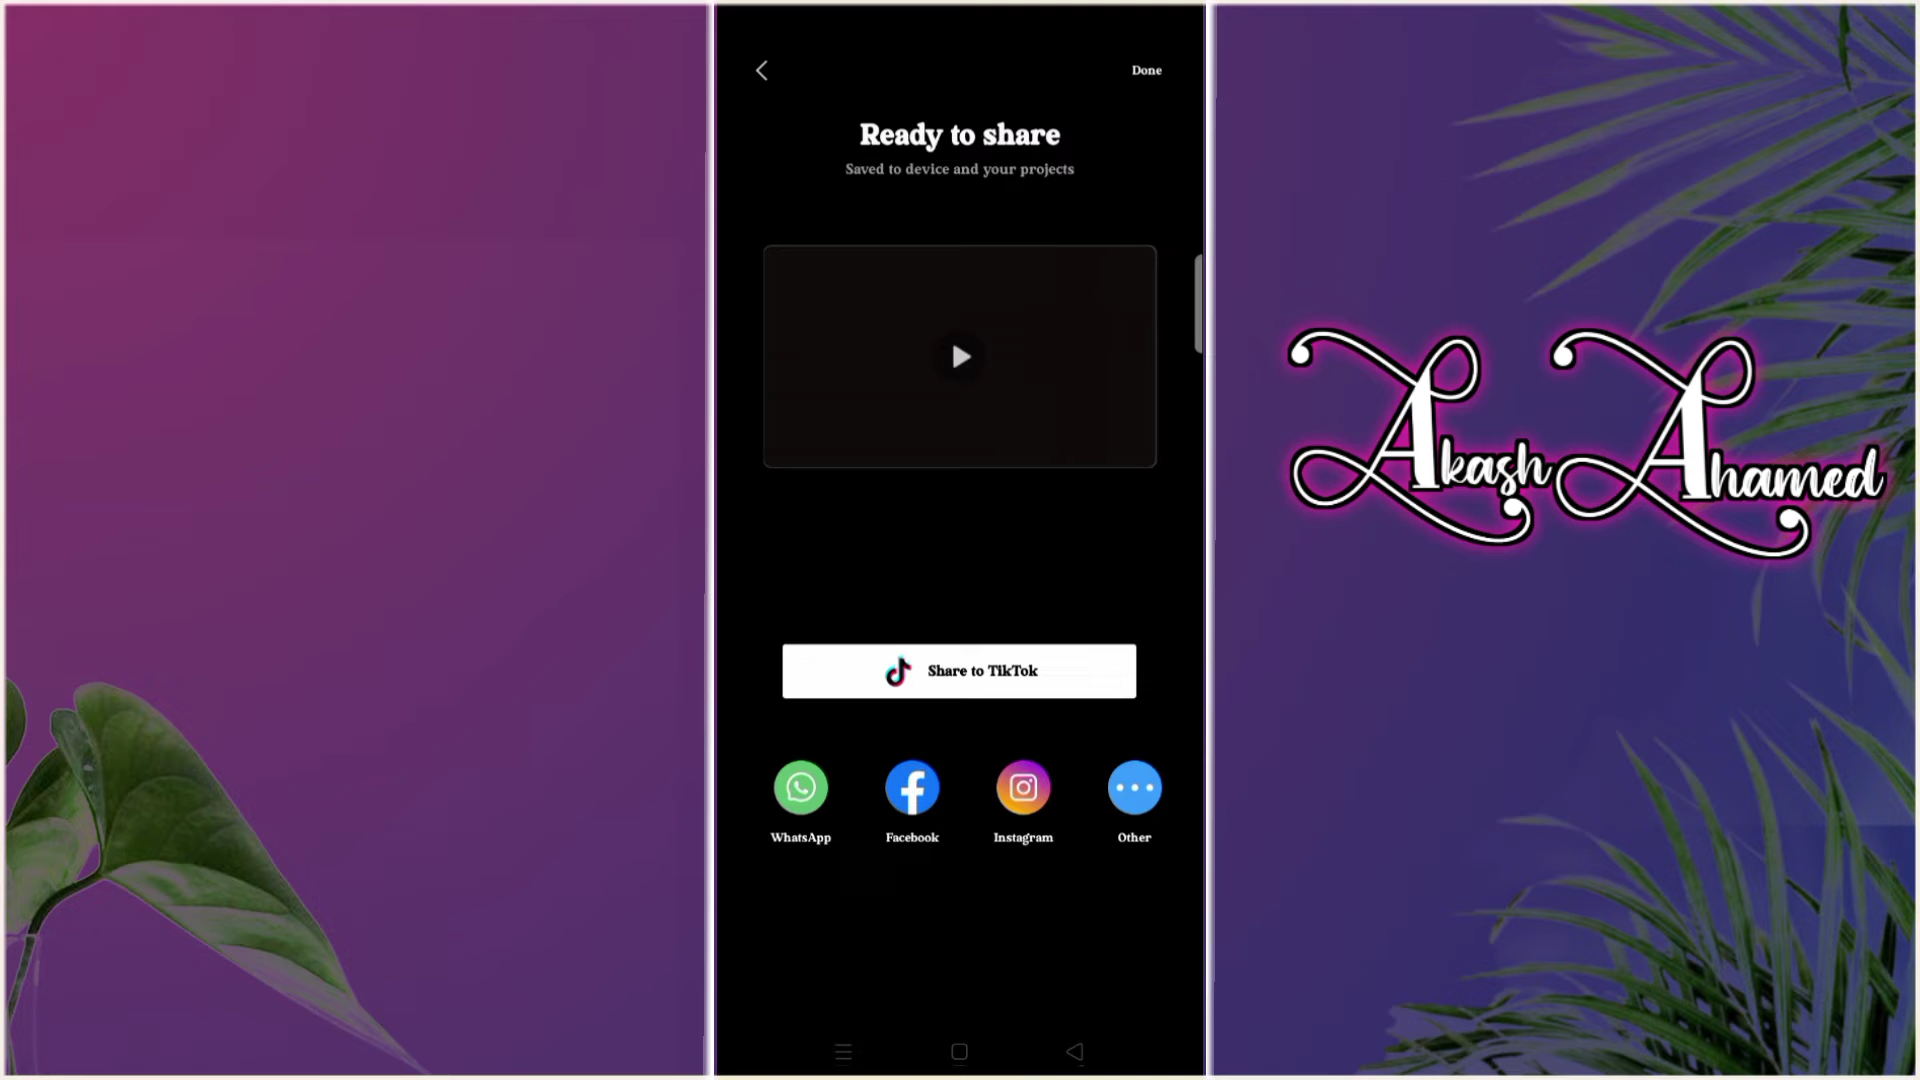 Done
Ready to share
Saved to device and your projects
Akash Ahamed
Share to TikTok
WhatsApp
Facebook
Instagram
Other